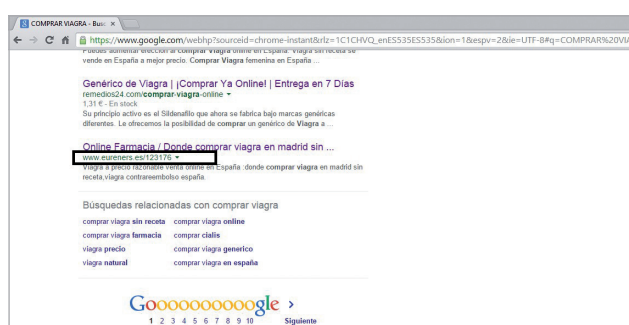 COMPRAR VIAGRA - Busc
https://www.google.com/webhp?sourceid=chrome-instant&rlz=1C1CHVQ_enES535ES535&ion=1&espv=2&ie=UTF-8#q=COMPRAR%20VIA
Puedes aumentar erección al comprar Viagra online en España. Viagra sin receta se
vende en España a mejor precio. Comprar Viagra femenina en España ...
Genérico de Viagra | ¡Comprar Ya Online! | Entrega en 7 Días
remedios24.com/comprar-viagra-online
1,31 € - En stock
Su principio activo es el Sildenafilo que ahora se fabrica bajo marcas genéricas
diferentes. Le ofrecemos la posibilidad de comprar un genérico de Viagra a ...
Online Farmacia / Donde comprar viagra en madrid sin ...
www.eureners.es/123176
Viagra a precio razonable venta online en España .donde comprar viagra en madrid sin
receta,viagra contrareembolso españa.
Búsquedas relacionadas con comprar viagra
comprar viagra sin receta comprar viagra online
comprar viagra farmacia comprar cialis
viagra precio comprar viagra generico
viagra natural comprar viagra en españa
Goooooooooogle >
1 2 3 4 5 6 7 8 9 10 Siguiente